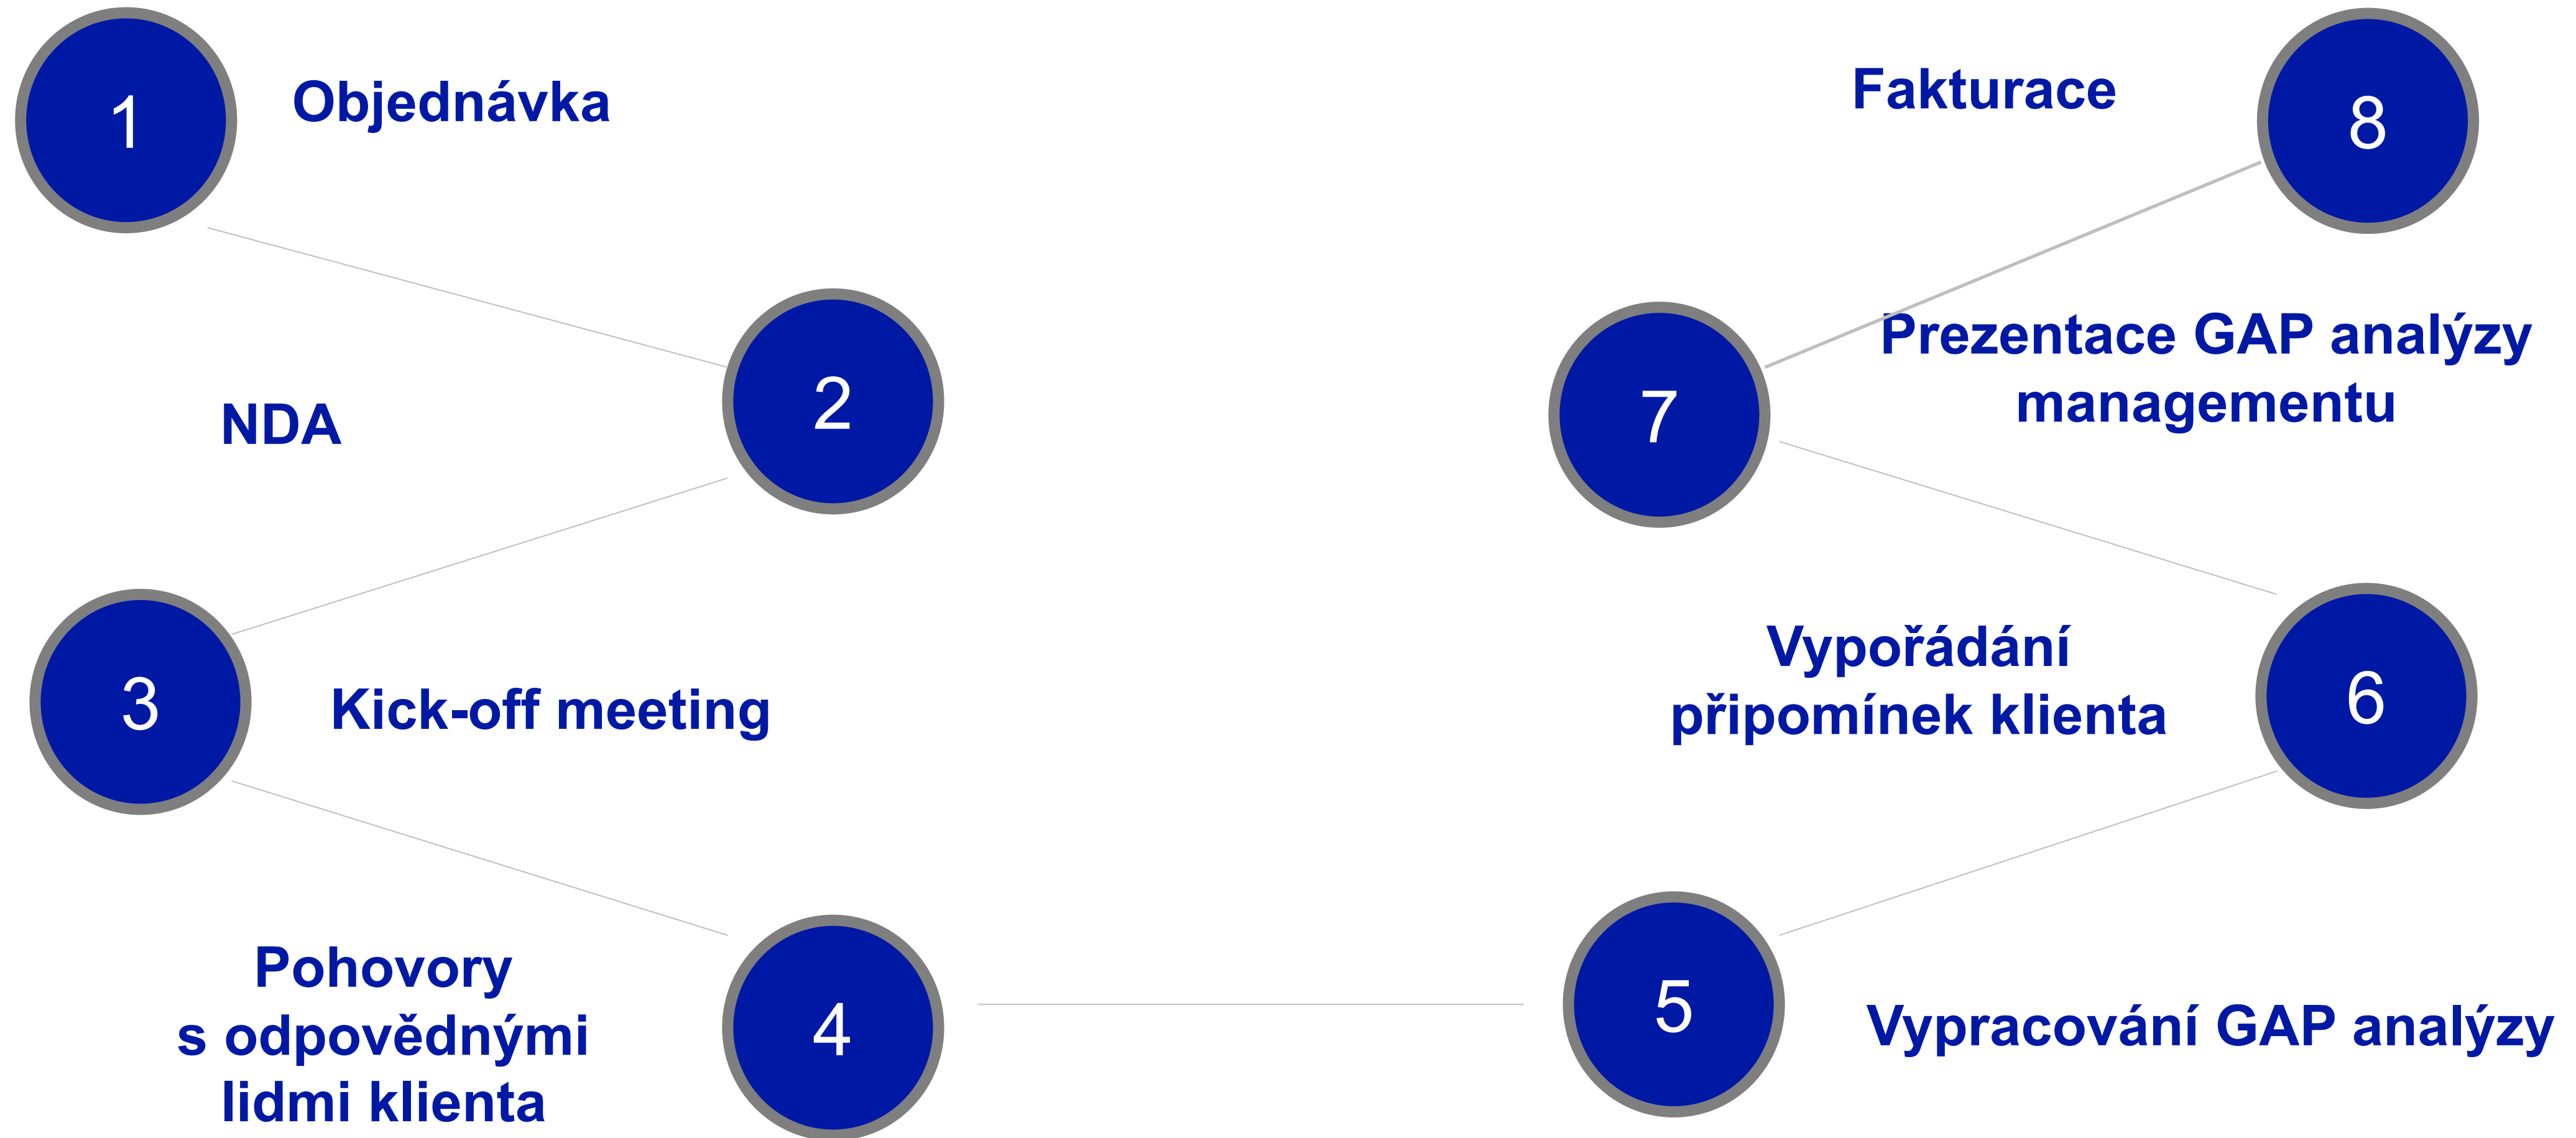 1
Objednávka
2
NDA
3
Kick-off meeting
4
Pohovory
s odpovědnými
lidmi klienta
5
Vypracování GAP analýzy
6
Vypořádání
připomínek klienta
7
Prezentace GAP analýzy
managementu
8
Fakturace